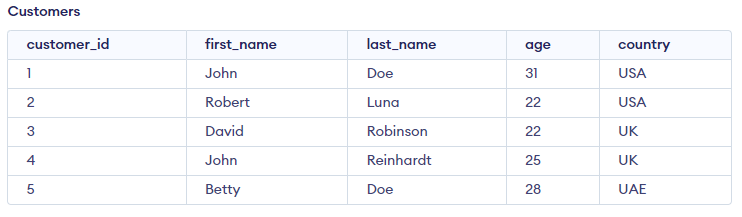 Customers
customer_id first_name last_name age country
1 John Doe 31 USA
2 Robert Luna 22 USA
3 David Robinson 22 UK
4 John Reinhardt 25 UK
5 Betty Doe 28 UAE